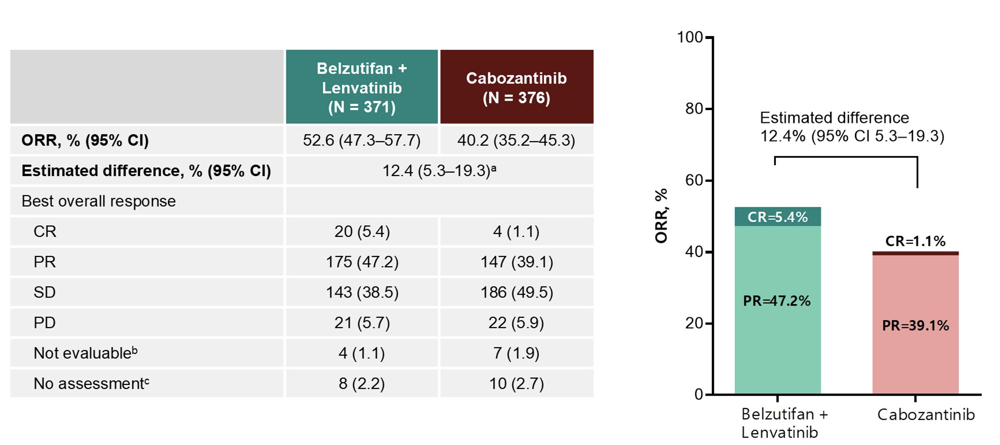 Belzutifan +
Lenvatinib
(N = 371)
Cabozantinib
(N = 376)
ORR, % (95% CI) 52.6 (47.3–57.7) 40.2 (35.2–45.3)
Estimated difference, % (95% CI) 12.4 (5.3–19.3)ᵃ
Best overall response
CR 20 (5.4) 4 (1.1)
PR 175 (47.2) 147 (39.1)
SD 143 (38.5) 186 (49.5)
PD 21 (5.7) 22 (5.9)
Not evaluableᵇ 4 (1.1) 7 (1.9)
No assessmentᶜ 8 (2.2) 10 (2.7)
ORR, %
100
80
60
40
20
0
Estimated difference
12.4% (95% CI 5.3–19.3)
CR=5.4%
PR=47.2%
CR=1.1%
PR=39.1%
Belzutifan +
Lenvatinib
Cabozantinib